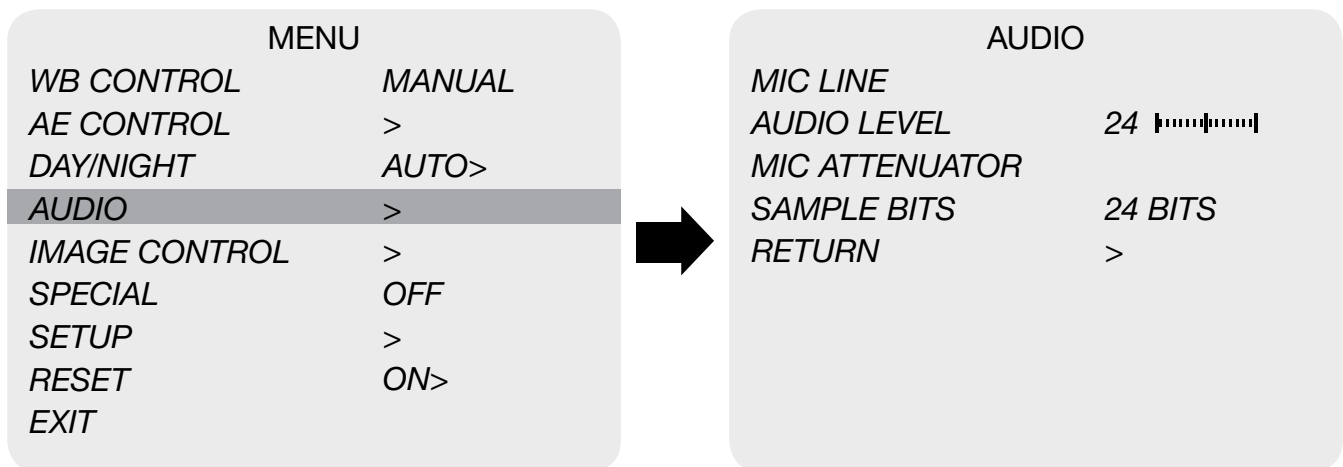 MENU
WB CONTROL MANUAL
AE CONTROL >
DAY/NIGHT AUTO>
AUDIO >
IMAGE CONTROL >
SPECIAL OFF
SETUP >
RESET ON>
EXIT
AUDIO
MIC LINE
AUDIO LEVEL 24
MIC ATTENUATOR
SAMPLE BITS 24 BITS
RETURN >